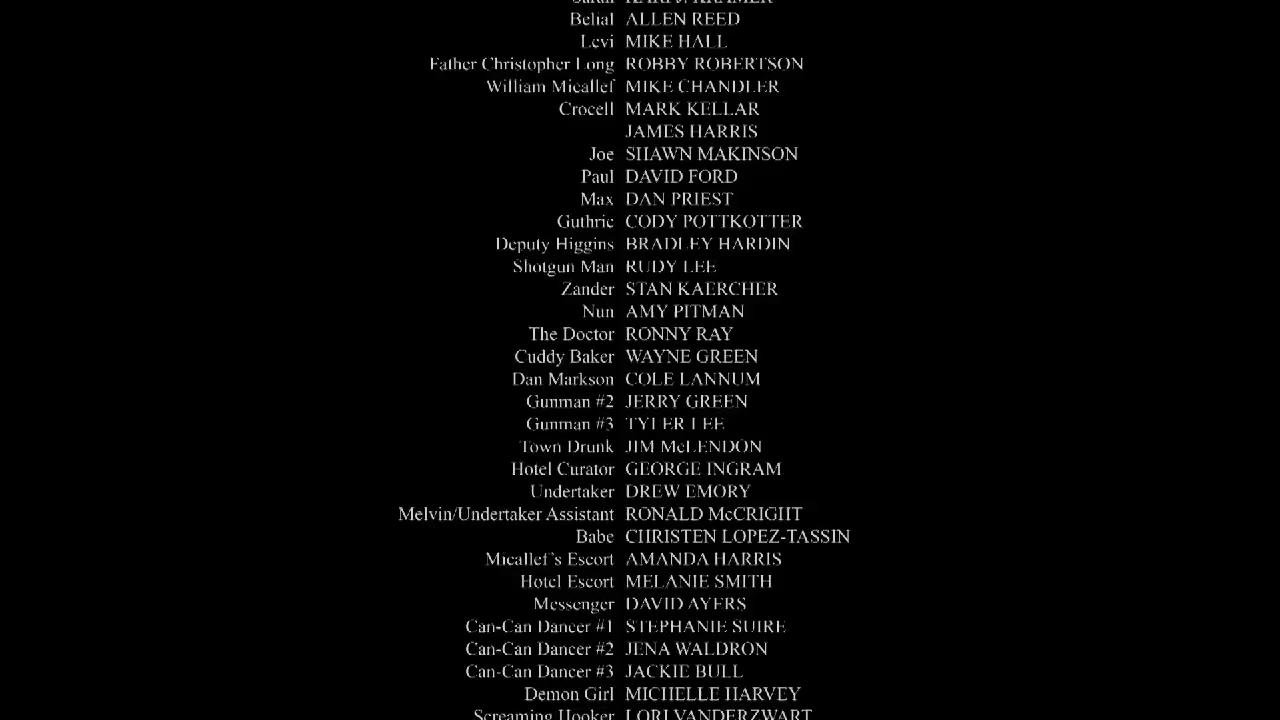 Belial ALLEN REED
Levi MIKE HALL
Father Christopher Long ROBBY ROBERTSON
William Micallef MIKE CHANDLER
Crocell MARK KELLAR
JAMES HARRIS
Joe SHAWN MAKINSON
Paul DAVID FORD
Max DAN PRIEST
Guthrie CODY POTTKOTTER
Deputy Higgins BRADLEY HARDIN
Shotgun Man RUDY LEE
Zander STAN KAERCHER
Nun AMY PITMAN
The Doctor RONNY RAY
Cuddy Baker WAYNE GREEN
Dan Markson COLE LANNUM
Gunman #2 JERRY GREEN
Gunman #3 TYLER LEE
Town Drunk JIM McLENDON
Hotel Curator GEORGE INGRAM
Undertaker DREW EMORY
Melvin/Undertaker Assistant RONALD McCRIGHT
Babe CHRISTEN LOPEZ-TASSIN
Micallef's Escort AMANDA HARRIS
Hotel Escort MELANIE SMITH
Messenger DAVID AYERS
Can-Can Dancer #1 STEPHANIE SUIRE
Can-Can Dancer #2 JENA WALDRON
Can-Can Dancer #3 JACKIE BULL
Demon Girl MICHELLE HARVEY
Screaming Hooker LORI VANDERZWART